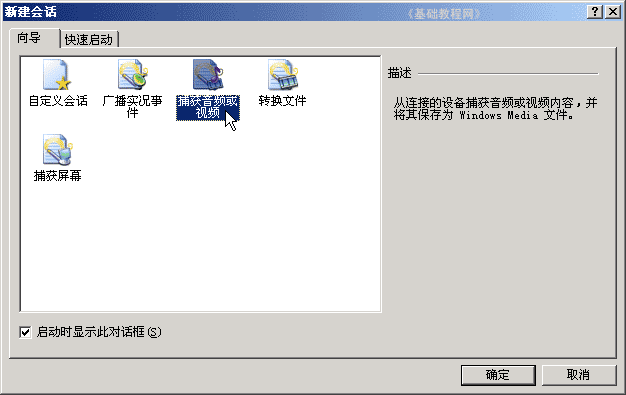 新建会话
《基础教程网》
向导
快速启动
自定义会话
广播实况事
件
捕获音频或
视频
转换文件
捕获屏幕
描述
从连接的设备捕获音频或视频内容，并
将其保存为 Windows Media 文件。
启动时显示此对话框(S)
确定
取消